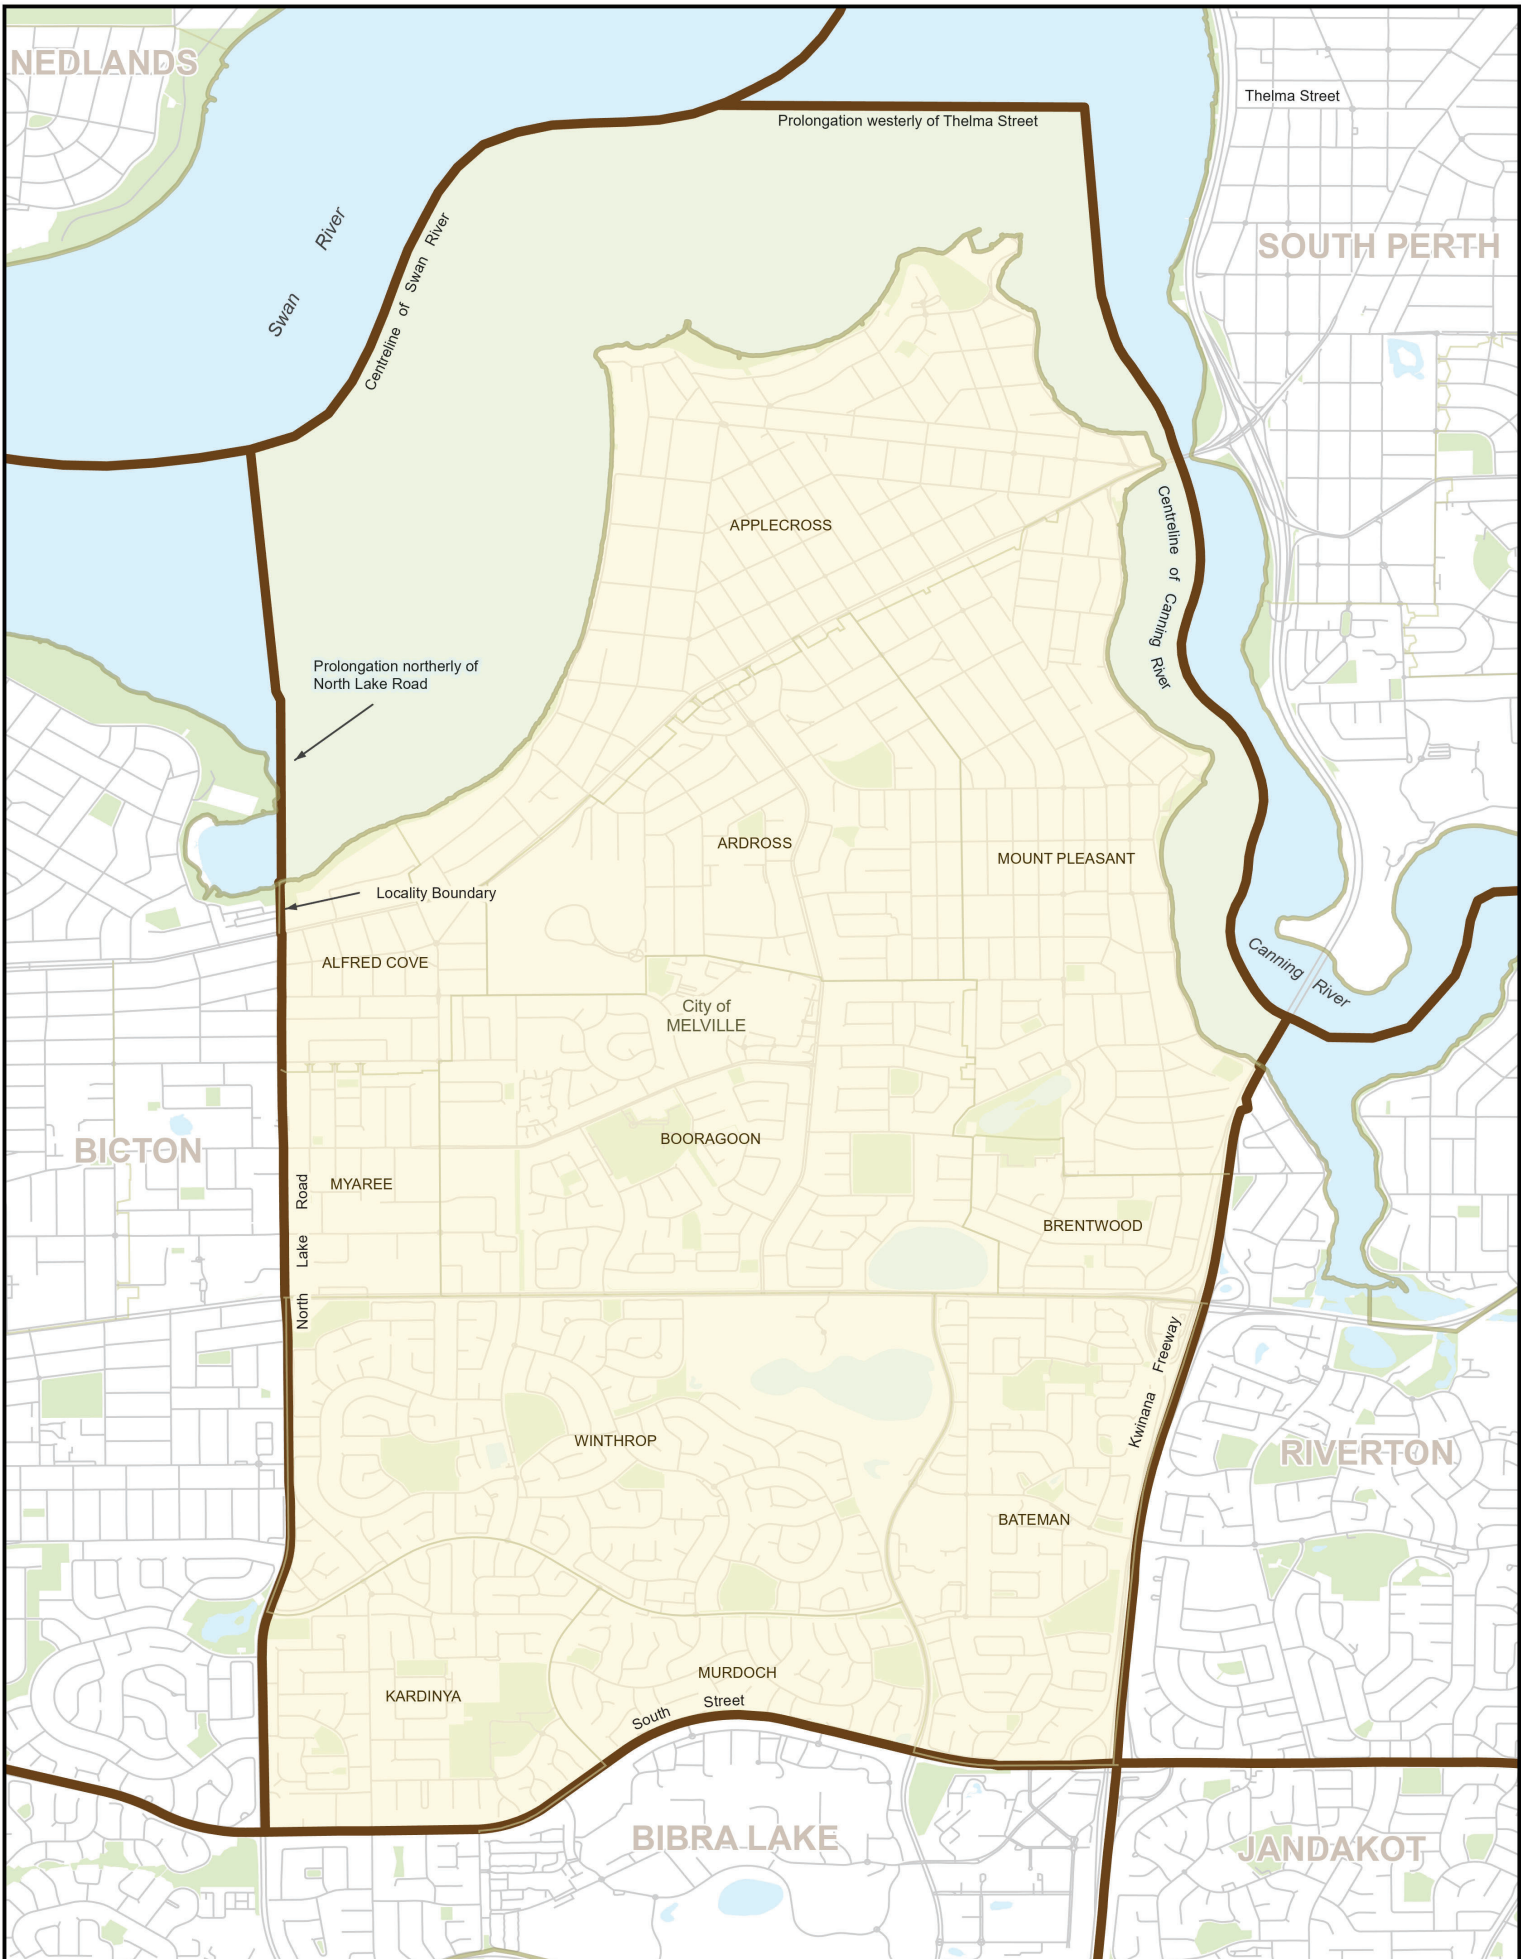 NEDLANDS
Thelma Street
Prolongation westerly of Thelma Street
Swan River
Centreline of Swan River
SOUTH PERTH
APPLECROSS
Centreline of Canning River
Prolongation northerly of
North Lake Road
ARDROSS
MOUNT PLEASANT
Locality Boundary
ALFRED COVE
Canning River
City of
MELVILLE
BICTON
BOORAGOON
MYAREE
North Lake Road
BRENTWOOD
Kwinana Freeway
WINTHROP
RIVERTON
BATEMAN
MURDOCH
KARDINYA
South Street
BIBRA LAKE
JANDAKOT